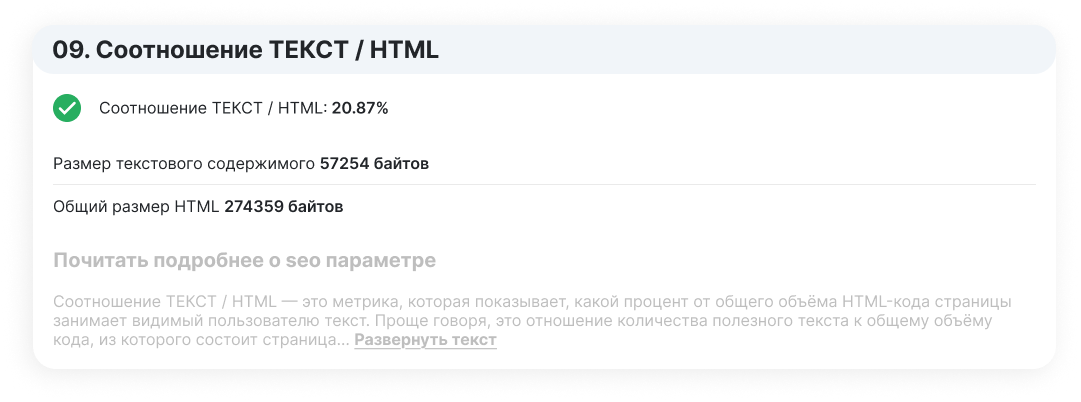 09. Соотношение ТЕКСТ / HTML
Соотношение ТЕКСТ / HTML: 20.87%
Размер текстового содержимого 57254 байтов
Общий размер HTML 274359 байтов
Почитать подробнее о seo параметре
Соотношение ТЕКСТ / HTML — это метрика, которая показывает, какой процент от общего объёма HTML-кода страницы
занимает видимый пользователю текст. Проще говоря, это отношение количества полезного текста к общему объёму
кода, из которого состоит страница... Развернуть текст